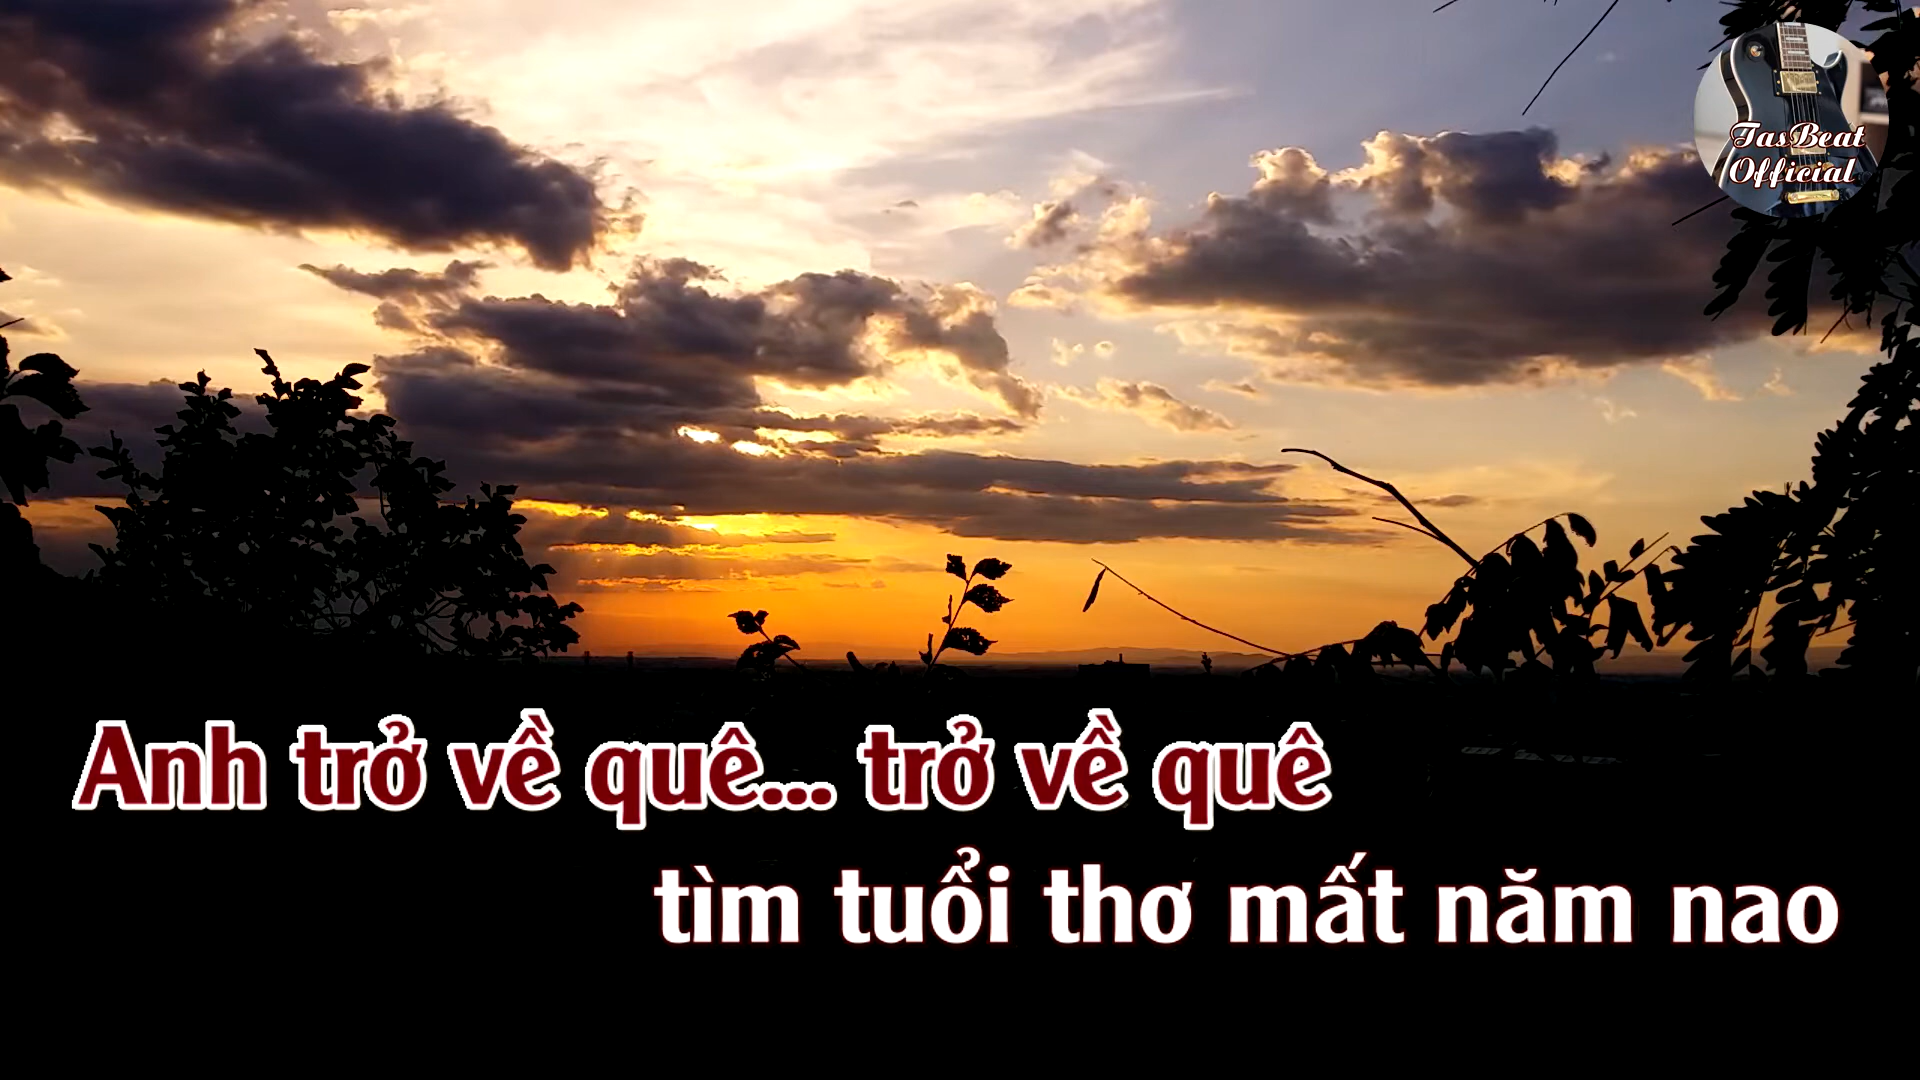 TasBeat
Official
Anh trở về quê... trở về quê
tìm tuổi thơ mất năm nao